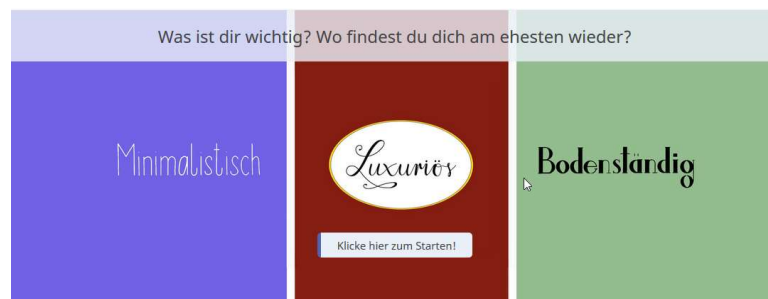 Was ist dir wichtig? Wo findest du dich am ehesten wieder?
Minimalistisch
Luxuriös
Bodenständig
Klicke hier zum Starten!